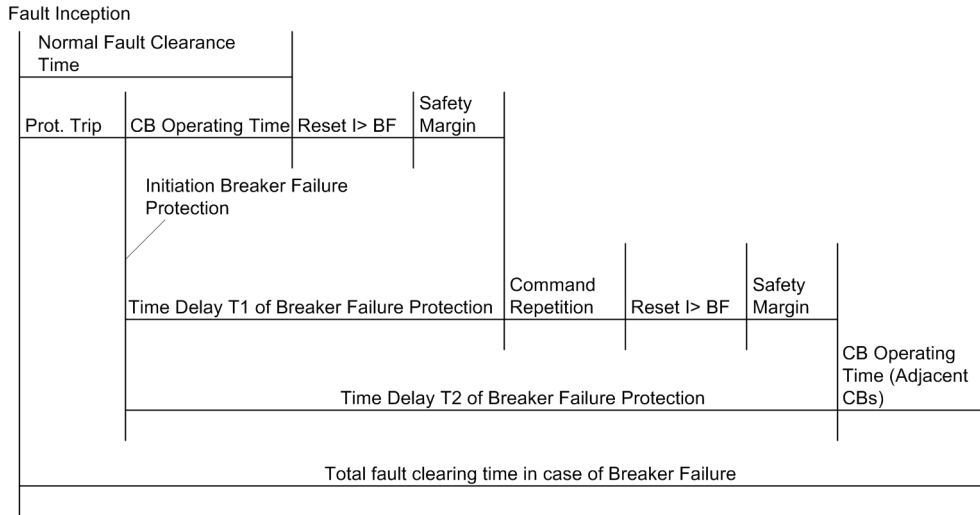 Fault Inception
Normal Fault Clearance
Time
Prot. Trip
CB Operating Time
Reset I> BF
Safety
Margin
Initiation Breaker Failure
Protection
Time Delay T1 of Breaker Failure Protection
Command
Repetition
Reset I> BF
Safety
Margin
CB Operating
Time (Adjacent
CBs)
Time Delay T2 of Breaker Failure Protection
Total fault clearing time in case of Breaker Failure